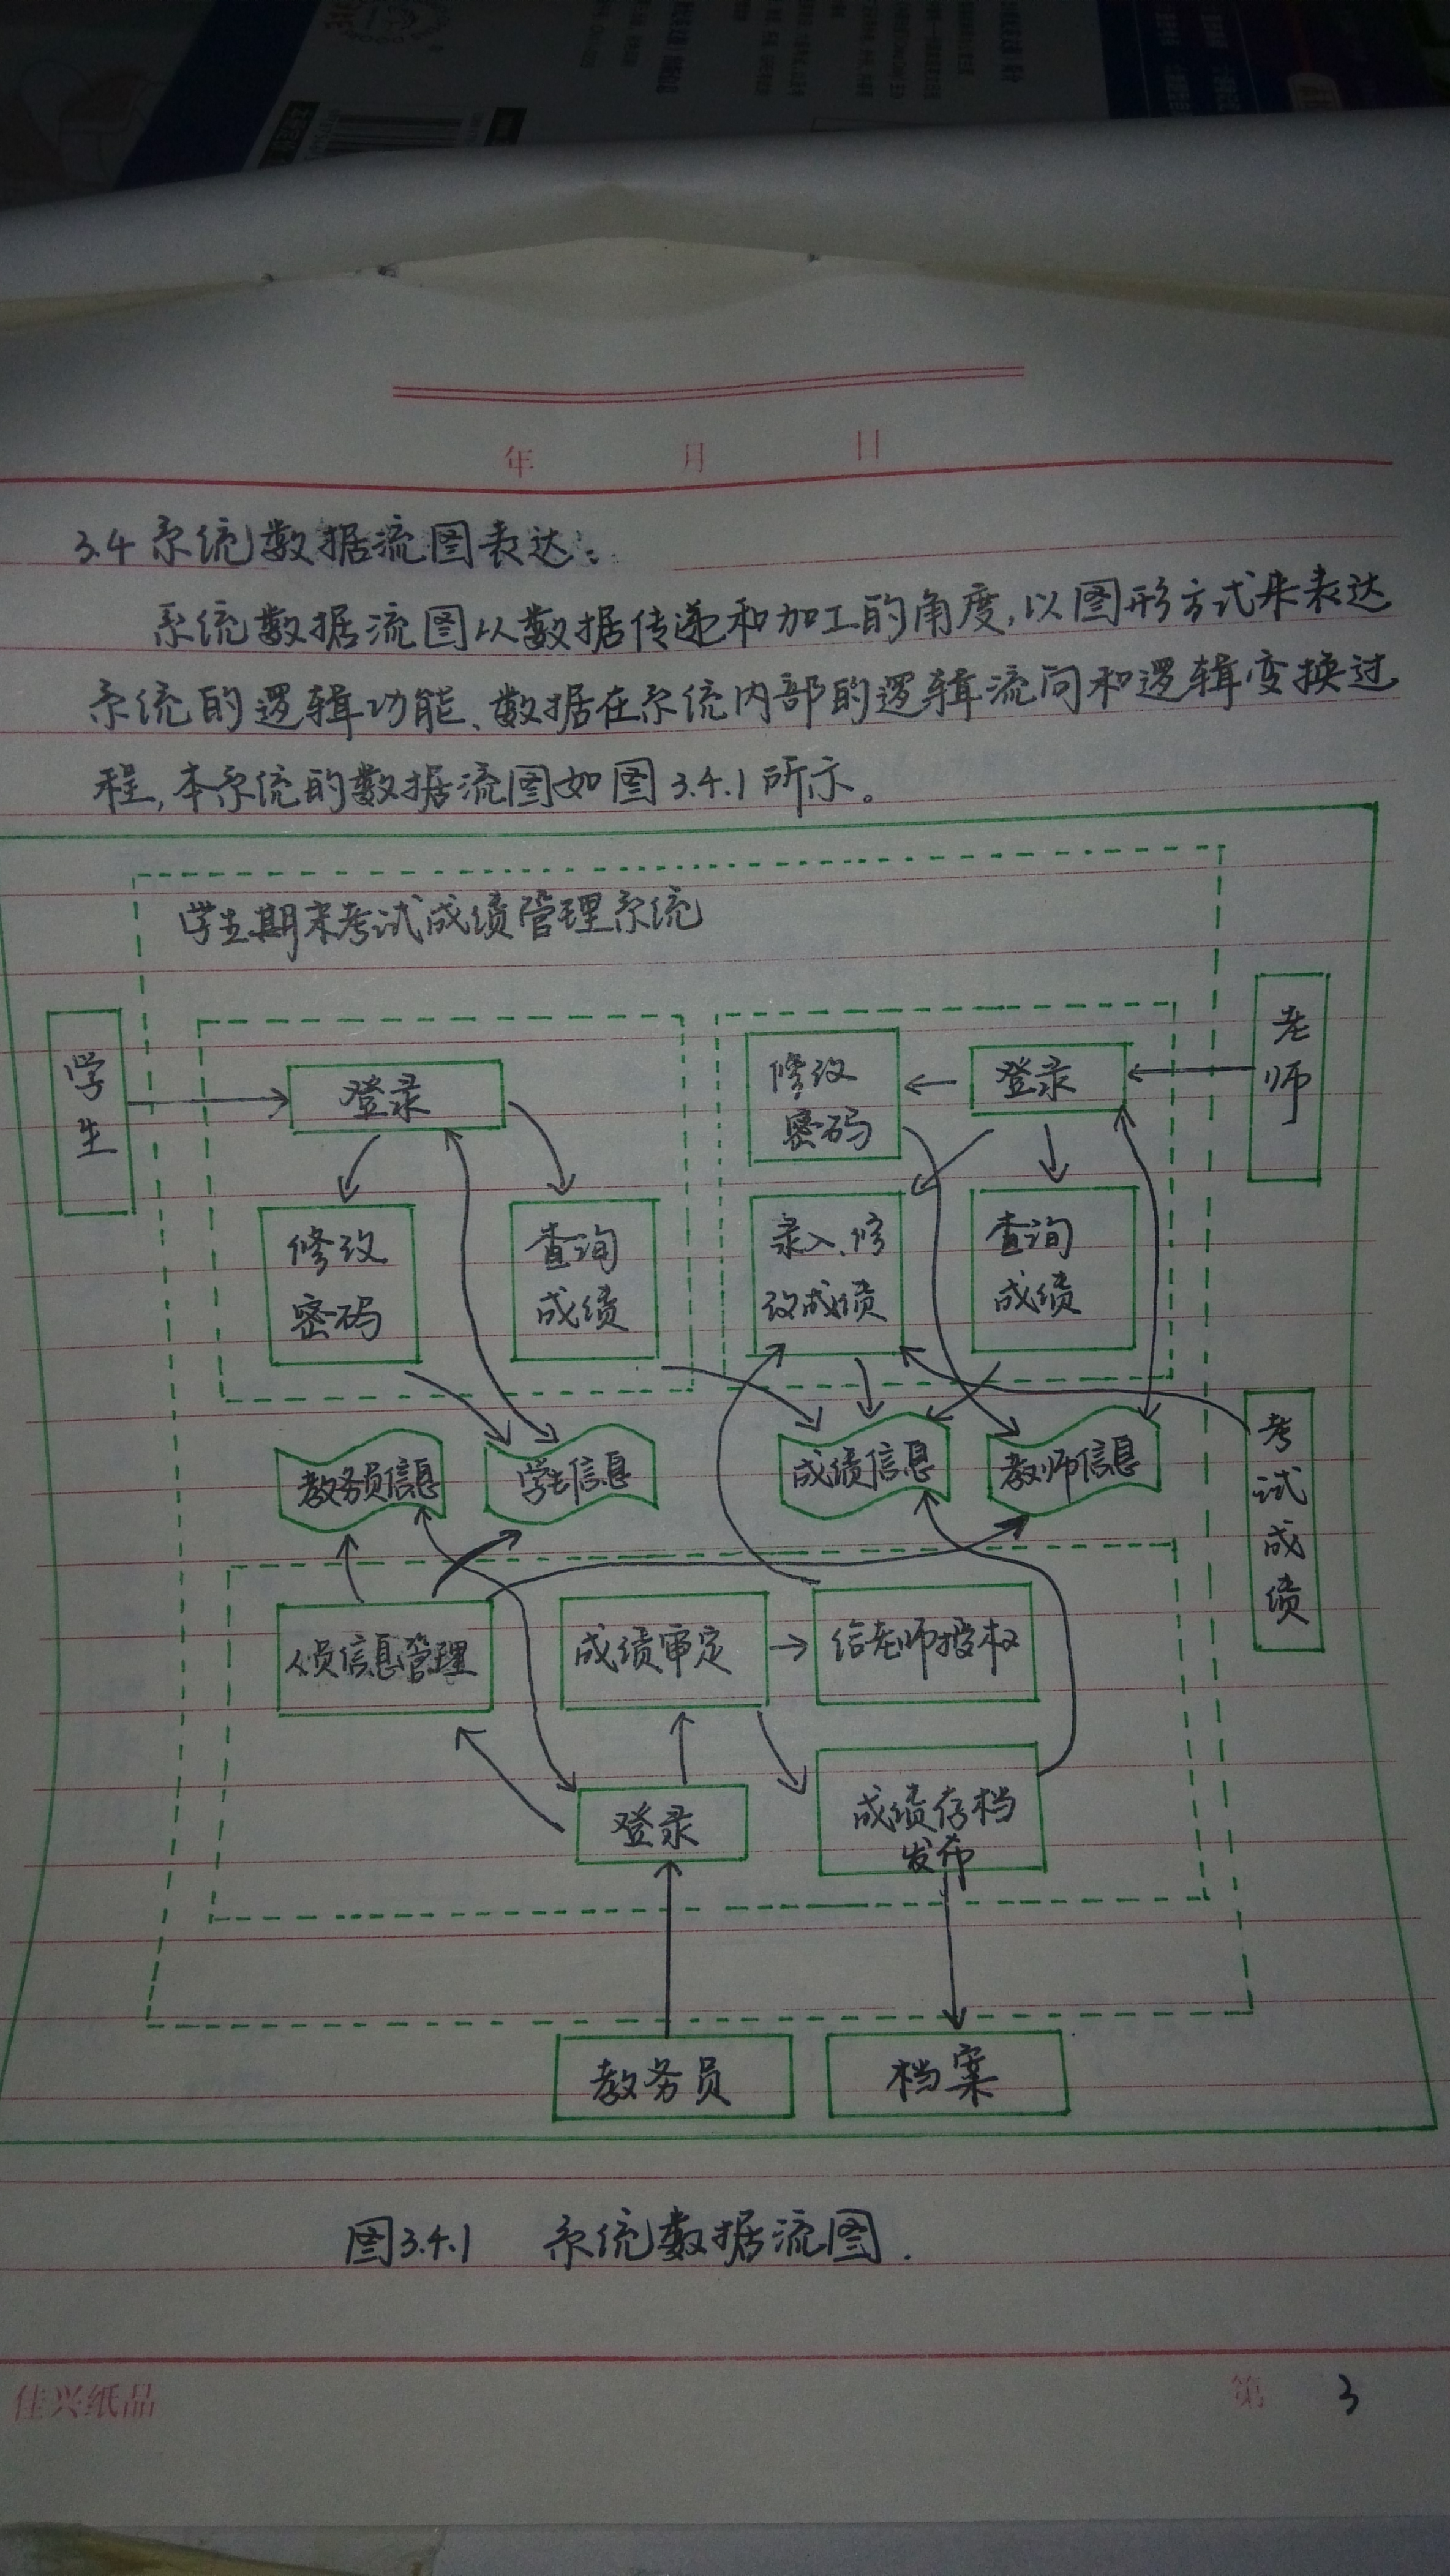 年 月 日
3.4 系统数据流图表达:
系统数据流图以数据传递和加工的角度,以图形方式来表达
系统的逻辑功能、数据在系统内部的逻辑流向和逻辑变换过
程,本系统的数据流图如图3.4.1所示。
学生期末考试成绩管理系统
学
生
登录
修改
密码
查询
成绩
修改
密码
登录
录入、修
改成绩
查询
成绩
老
师
教务员信息
学生信息
成绩信息
教师信息
考
试
成
绩
人员信息管理
成绩审定
给老师授权
登录
成绩存档
发布
教务员
档案
图3.4.1 系统数据流图.
佳兴纸品
第 3